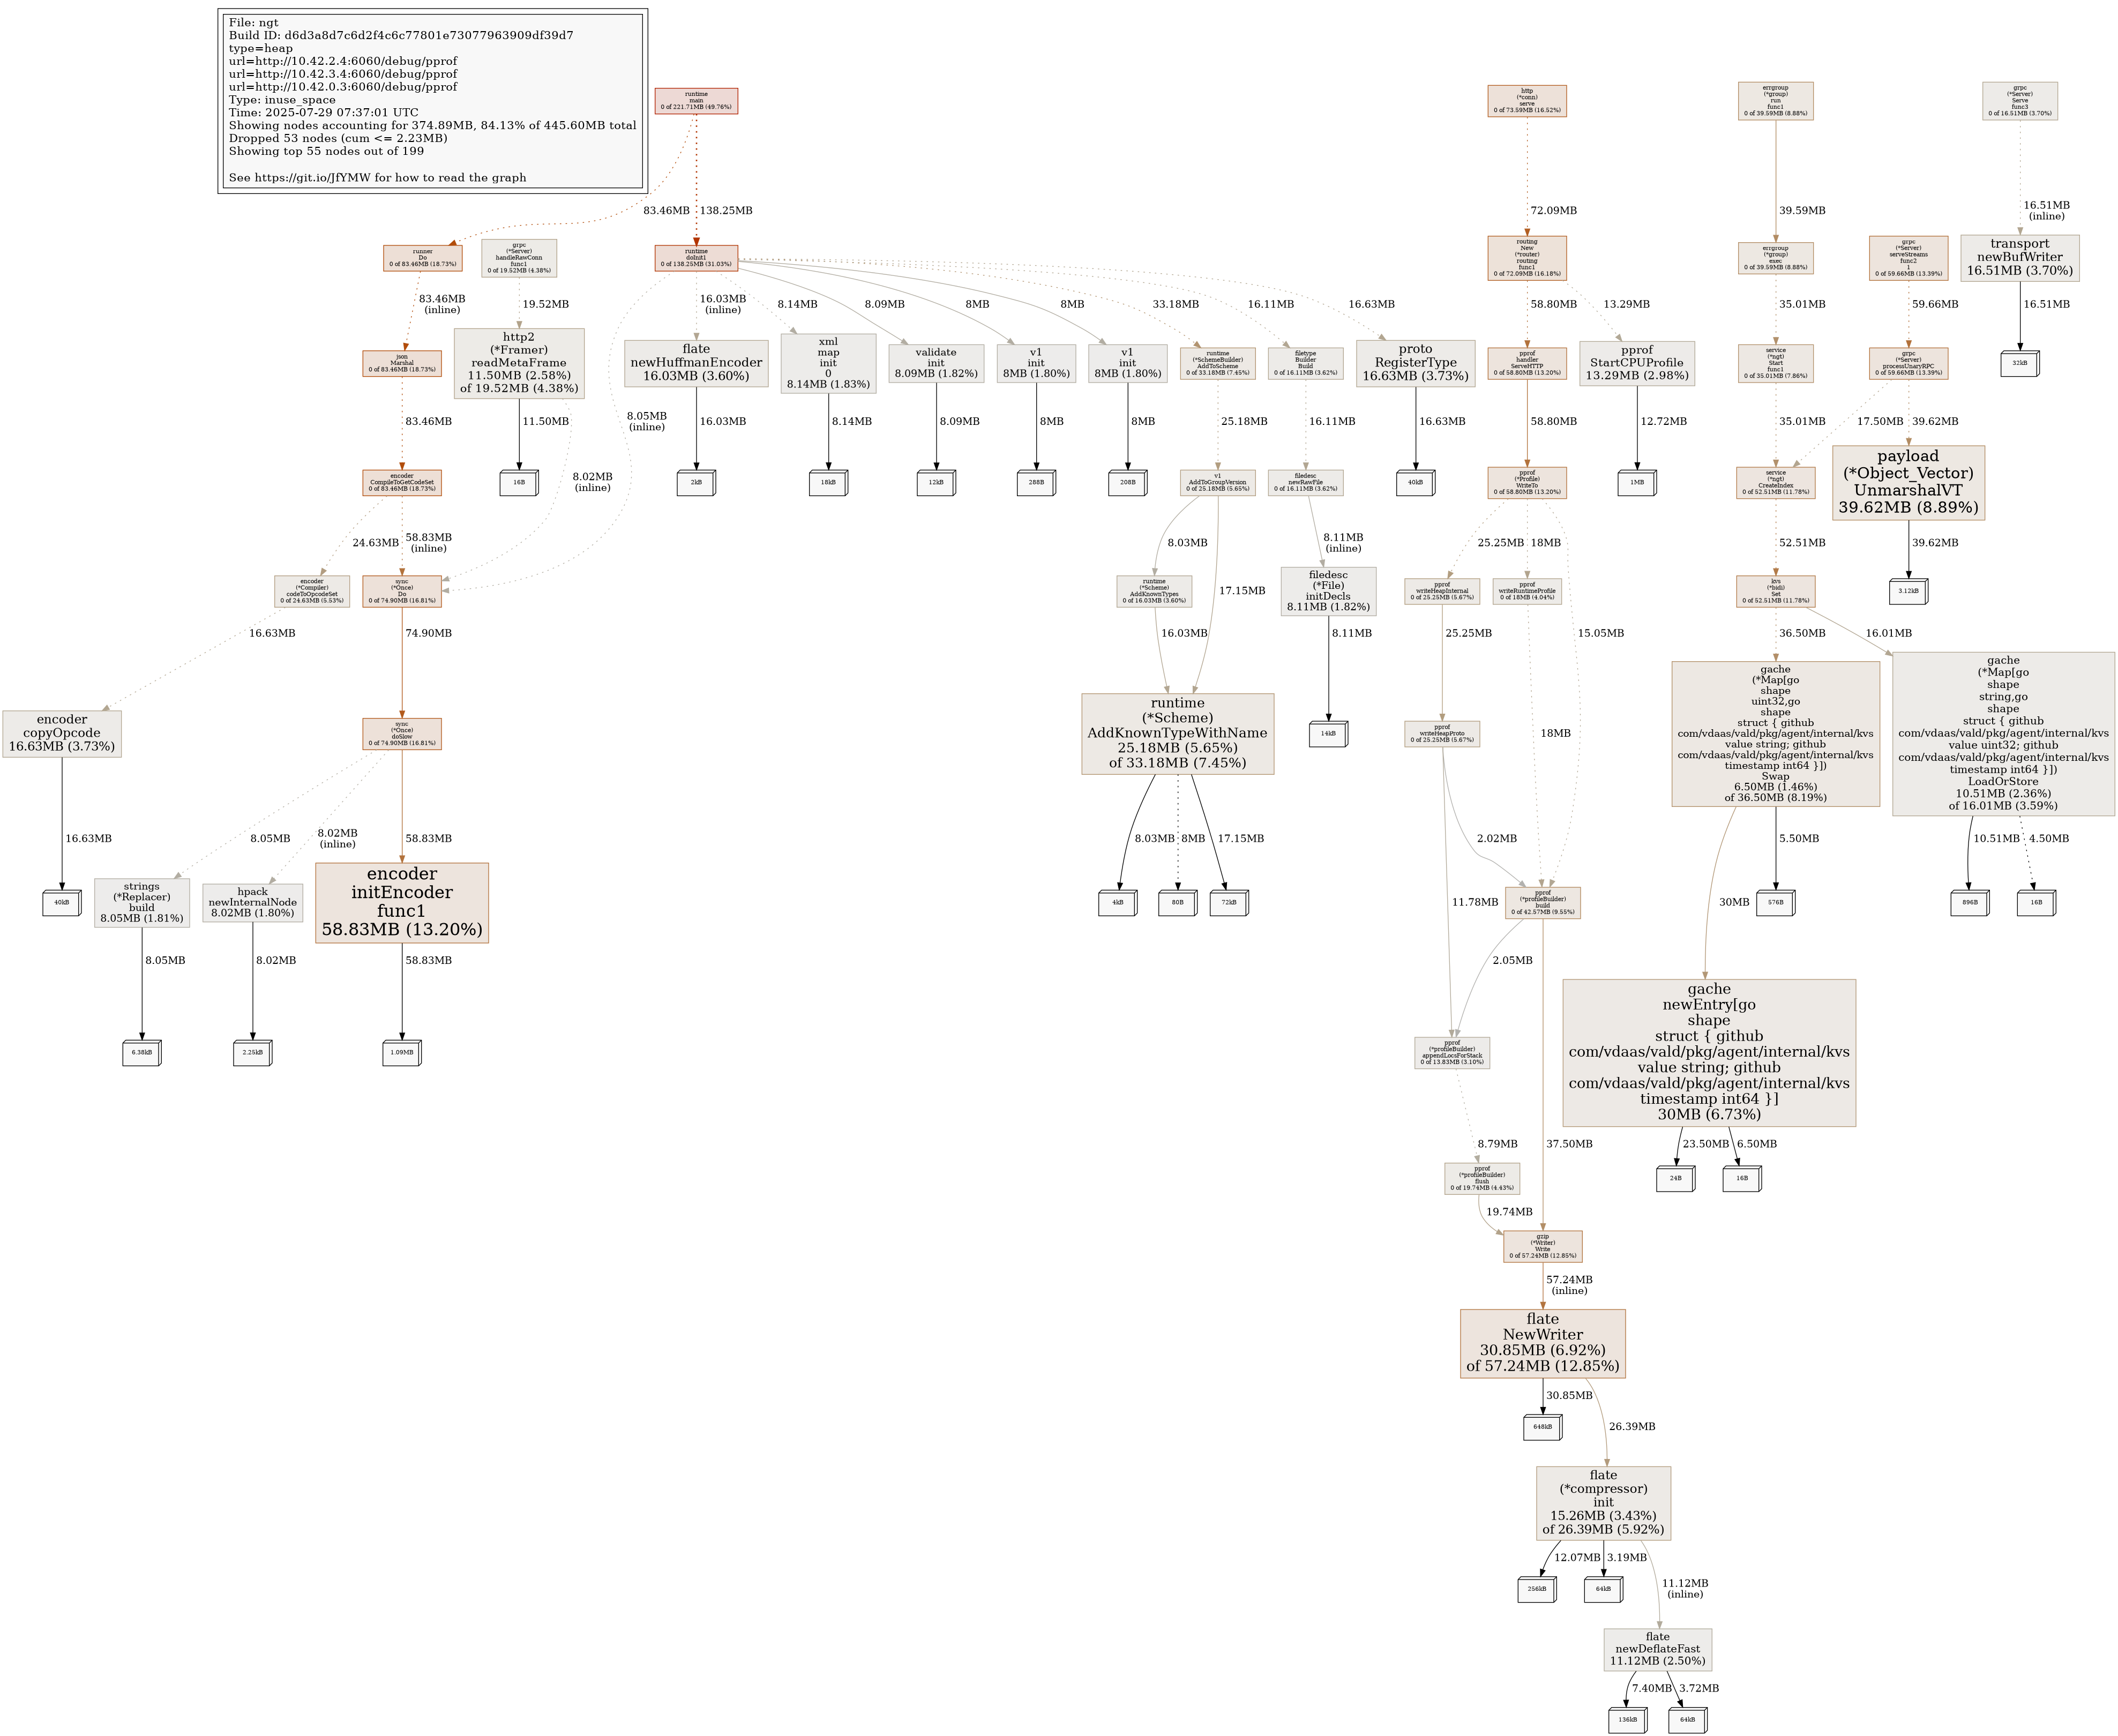 File: ngt
Build ID: d6d3a8d7c6d2f4c6c77801e73077963909df39d7
type=heap
url=http://10.42.2.4:6060/debug/pprof
url=http://10.42.3.4:6060/debug/pprof
url=http://10.42.0.3:6060/debug/pprof
Type: inuse_space
Time: 2025-07-29 07:37:01 UTC
Showing nodes accounting for 374.89MB, 84.13% of 445.60MB total
Dropped 53 nodes (cum <= 2.23MB)
Showing top 55 nodes out of 199
See https://git.io/JfYMW for how to read the graph
runtime
main
0 of 221.71MB (49.76%)
http
(*conn)
serve
0 of 73.59MB (16.52%)
errgroup
(*group)
run
func1
0 of 39.59MB (8.88%)
grpc
(*Server)
Serve
func3
0 of 16.51MB (3.70%)
83.46MB
138.25MB
72.09MB
39.59MB
16.51MB
(inline)
runner
Do
0 of 83.46MB (18.73%)
grpc
(*Server)
handleRawConn
func1
0 of 19.52MB (4.38%)
runtime
doInit1
0 of 138.25MB (31.03%)
routing
New
(*router)
routing
func1
0 of 72.09MB (16.18%)
errgroup
(*group)
exec
0 of 39.59MB (8.88%)
grpc
(*Server)
serveStreams
func2
1
0 of 59.66MB (13.39%)
transport
newBufWriter
16.51MB (3.70%)
83.46MB
(inline)
19.52MB
16.03MB
(inline)
8.14MB
8.09MB
8MB
8MB
33.18MB
16.11MB
16.63MB
58.80MB
13.29MB
35.01MB
59.66MB
16.51MB
json
Marshal
0 of 83.46MB (18.73%)
http2
(*Framer)
readMetaFrame
11.50MB (2.58%)
of 19.52MB (4.38%)
flate
newHuffmanEncoder
16.03MB (3.60%)
xml
map
init
0
8.14MB (1.83%)
validate
init
8.09MB (1.82%)
v1
init
8MB (1.80%)
v1
init
8MB (1.80%)
runtime
(*SchemeBuilder)
AddToScheme
0 of 33.18MB (7.45%)
filetype
Builder
Build
0 of 16.11MB (3.62%)
proto
RegisterType
16.63MB (3.73%)
pprof
handler
ServeHTTP
0 of 58.80MB (13.20%)
pprof
StartCPUProfile
13.29MB (2.98%)
service
(*ngt)
Start
func1
0 of 35.01MB (7.86%)
grpc
(*Server)
processUnaryRPC
0 of 59.66MB (13.39%)
32kB
83.46MB
11.50MB
8.02MB
(inline)
8.05MB
(inline)
16.03MB
8.14MB
8.09MB
8MB
8MB
25.18MB
16.11MB
16.63MB
58.80MB
12.72MB
35.01MB
17.50MB
39.62MB
encoder
CompileToGetCodeSet
0 of 83.46MB (18.73%)
16B
2kB
18kB
12kB
288B
208B
v1
AddToGroupVersion
0 of 25.18MB (5.65%)
filedesc
newRawFile
0 of 16.11MB (3.62%)
40kB
pprof
(*Profile)
WriteTo
0 of 58.80MB (13.20%)
1MB
service
(*ngt)
CreateIndex
0 of 52.51MB (11.78%)
payload
(*Object_Vector)
UnmarshalVT
39.62MB (8.89%)
24.63MB
58.83MB
(inline)
8.03MB
17.15MB
8.11MB
(inline)
25.25MB
18MB
15.05MB
52.51MB
39.62MB
encoder
(*Compiler)
codeToOpcodeSet
0 of 24.63MB (5.53%)
sync
(*Once)
Do
0 of 74.90MB (16.81%)
runtime
(*Scheme)
AddKnownTypes
0 of 16.03MB (3.60%)
filedesc
(*File)
initDecls
8.11MB (1.82%)
pprof
writeHeapInternal
0 of 25.25MB (5.67%)
pprof
writeRuntimeProfile
0 of 18MB (4.04%)
kvs
(*bidi)
Set
0 of 52.51MB (11.78%)
3.12kB
16.63MB
74.90MB
16.03MB
8.11MB
25.25MB
18MB
36.50MB
16.01MB
encoder
copyOpcode
16.63MB (3.73%)
sync
(*Once)
doSlow
0 of 74.90MB (16.81%)
runtime
(*Scheme)
AddKnownTypeWithName
25.18MB (5.65%)
of 33.18MB (7.45%)
14kB
pprof
writeHeapProto
0 of 25.25MB (5.67%)
gache
(*Map[go
shape
uint32,go
shape
struct { github
com/vdaas/vald/pkg/agent/internal/kvs
value string; github
com/vdaas/vald/pkg/agent/internal/kvs
timestamp int64 }])
Swap
6.50MB (1.46%)
of 36.50MB (8.19%)
gache
(*Map[go
shape
string,go
shape
struct { github
com/vdaas/vald/pkg/agent/internal/kvs
value uint32; github
com/vdaas/vald/pkg/agent/internal/kvs
timestamp int64 }])
LoadOrStore
10.51MB (2.36%)
of 16.01MB (3.59%)
16.63MB
8.05MB
8.02MB
(inline)
58.83MB
8.03MB
8MB
17.15MB
11.78MB
2.02MB
30MB
5.50MB
10.51MB
4.50MB
40kB
strings
(*Replacer)
build
8.05MB (1.81%)
hpack
newInternalNode
8.02MB (1.80%)
encoder
initEncoder
func1
58.83MB (13.20%)
4kB
80B
72kB
pprof
(*profileBuilder)
build
0 of 42.57MB (9.55%)
576B
896B
16B
8.05MB
8.02MB
58.83MB
2.05MB
37.50MB
gache
newEntry[go
shape
struct { github
com/vdaas/vald/pkg/agent/internal/kvs
value string; github
com/vdaas/vald/pkg/agent/internal/kvs
timestamp int64 }]
30MB (6.73%)
6.38kB
2.25kB
1.09MB
pprof
(*profileBuilder)
appendLocsForStack
0 of 13.83MB (3.10%)
8.79MB
23.50MB
6.50MB
pprof
(*profileBuilder)
flush
0 of 19.74MB (4.43%)
24B
16B
19.74MB
gzip
(*Writer)
Write
0 of 57.24MB (12.85%)
57.24MB
(inline)
flate
NewWriter
30.85MB (6.92%)
of 57.24MB (12.85%)
30.85MB
26.39MB
648kB
flate
(*compressor)
init
15.26MB (3.43%)
of 26.39MB (5.92%)
12.07MB
3.19MB
11.12MB
(inline)
256kB
64kB
flate
newDeflateFast
11.12MB (2.50%)
7.40MB
3.72MB
136kB
64kB